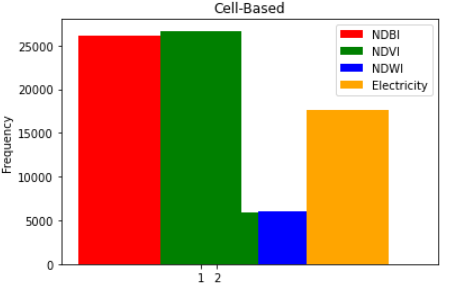 Cell-Based
NDBI
NDVI
NDWI
Electricity
Frequency
25000
20000
15000
10000
5000
0
1 2